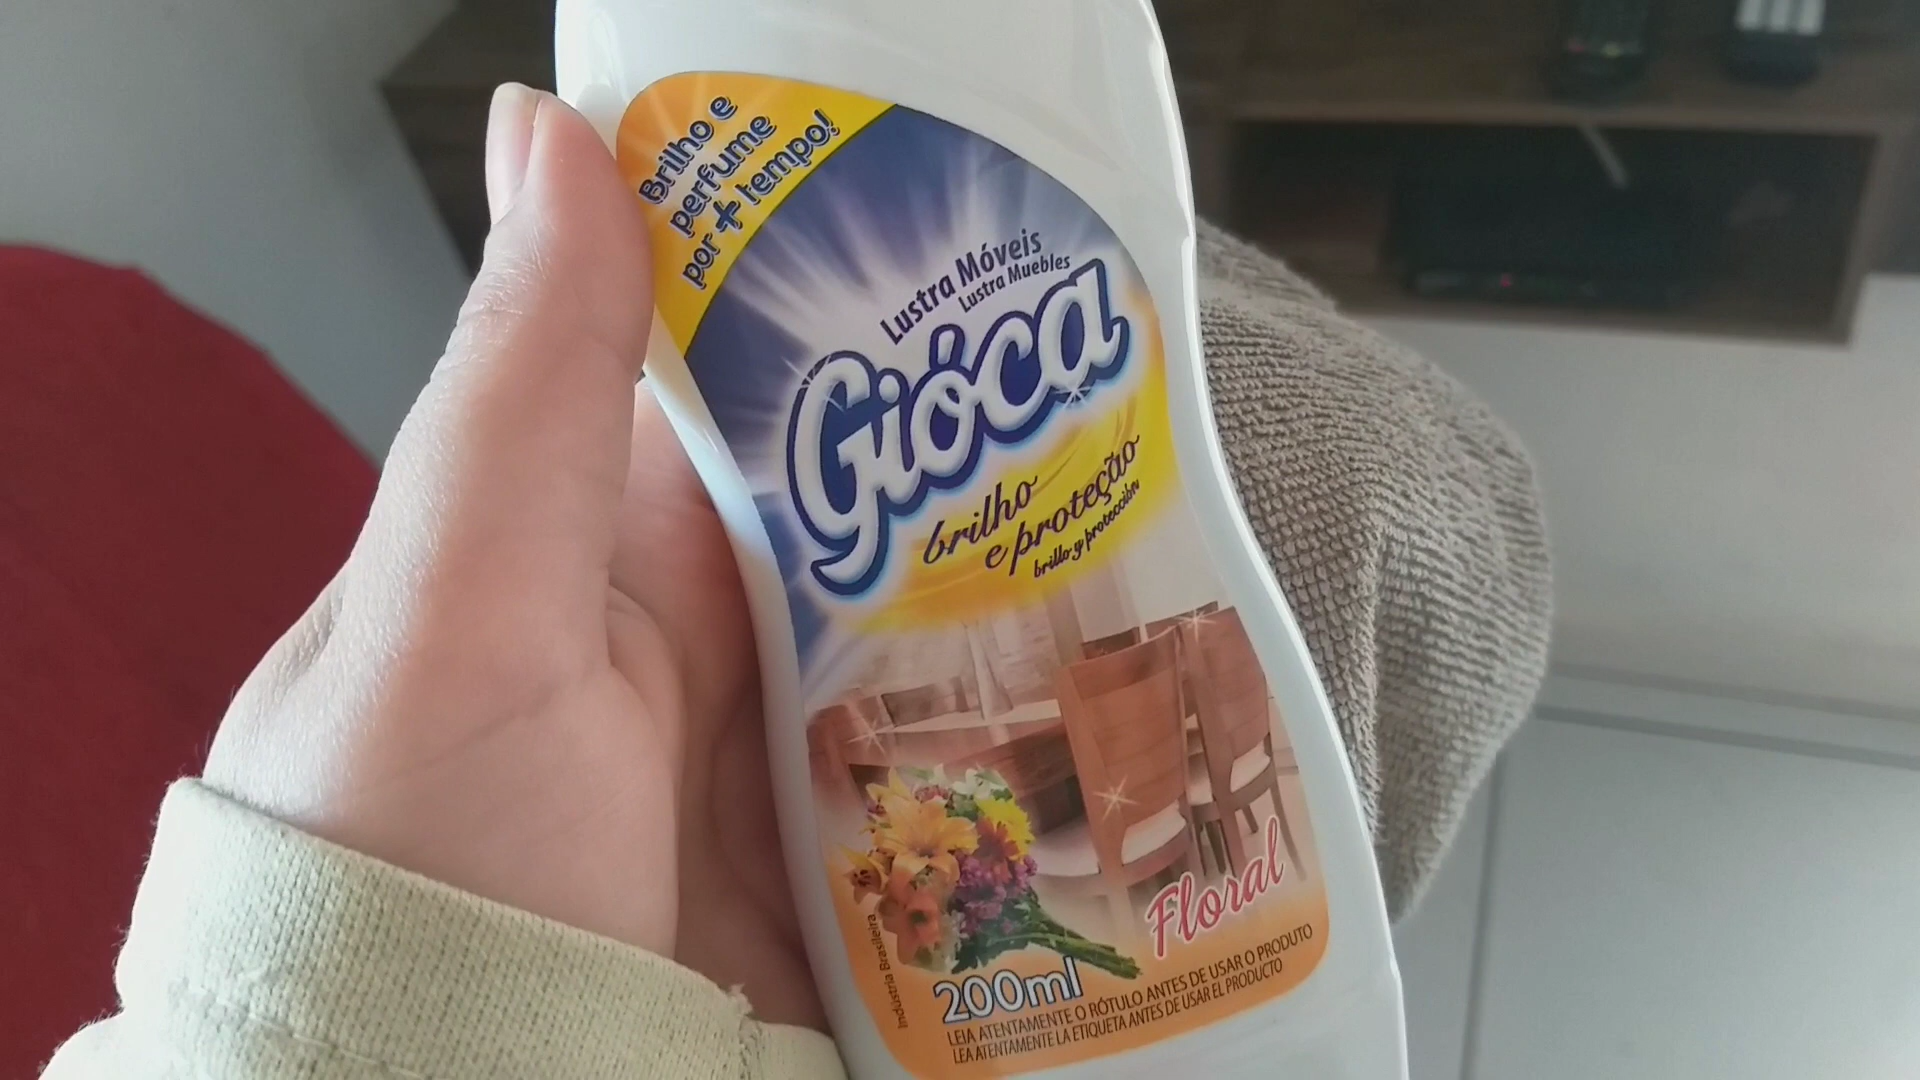 Brilho e
perfume
por + tempo!
Lustra Móveis
Lustra Muebles
Gióca
brilho
e proteção
brillo y protección
Floral
Indústria Brasileira
200ml
LEIA ATENTAMENTE O RÓTULO ANTES DE USAR O PRODUTO
LEA ATENTAMENTE LA ETIQUETA ANTES DE USAR EL PRODUCTO